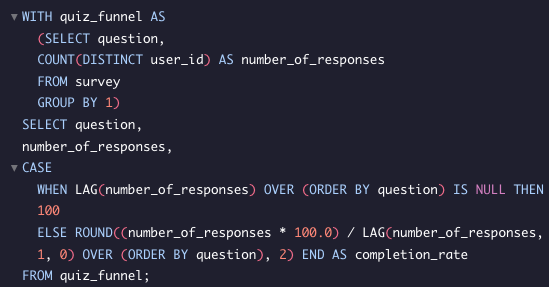 WITH quiz_funnel AS
(SELECT question,
COUNT(DISTINCT user_id) AS number_of_responses
FROM survey
GROUP BY 1)
SELECT question,
number_of_responses,
CASE
WHEN LAG(number_of_responses) OVER (ORDER BY question) IS NULL THEN
100
ELSE ROUND((number_of_responses * 100.0) / LAG(number_of_responses,
1, 0) OVER (ORDER BY question), 2) END AS completion_rate
FROM quiz_funnel;